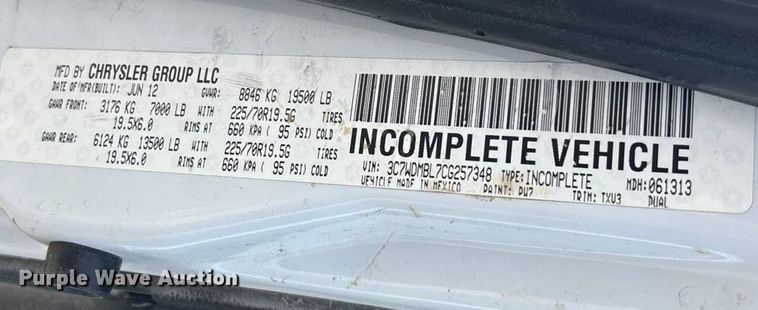 MFD BY CHRYSLER GROUP LLC
DATE OF MFR(BUILT): JUN 12 GVWR: 8846 KG 19500 LB
GAWR FRONT: 3176 KG 7000 LB WITH 225/70R19.5G TIRES
19.5X6.0 RIMS AT 660 KPA ( 95 PSI) COLD
GAWR REAR: 6124 KG 13500 LB WITH 225/70R19.5G TIRES
19.5X6.0 RIMS AT 660 KPA ( 95 PSI) COLD
INCOMPLETE VEHICLE
VIN: 3C7WDMBL7CG257348 TYPE: INCOMPLETE MDH: 061313
VEHICLE MADE IN MEXICO PAINT: PW7 TRIM: TXV3 DUAL
Purple Wave Auction